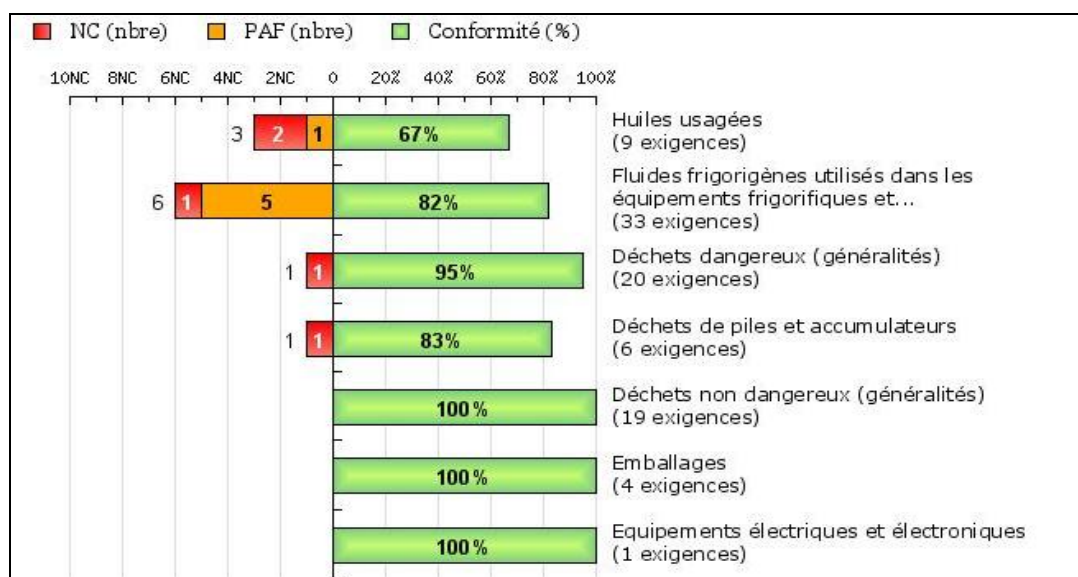 NC (nbre) PAF (nbre) Conformité (%)
10NC 8NC 6NC 4NC 2NC 0 20% 40% 60% 80% 100%
3 2 1 67% Huiles usagées
(9 exigences)
Fluides frigorigènes utilisés dans les
6 1 5 82% équipements frigorifiques et...
(33 exigences)
1 1 95% Déchets dangereux (généralités)
(20 exigences)
1 1 83% Déchets de piles et accumulateurs
(6 exigences)
100% Déchets non dangereux (généralités)
(19 exigences)
100% Emballages
(4 exigences)
100% Equipements électriques et électroniques
(1 exigences)